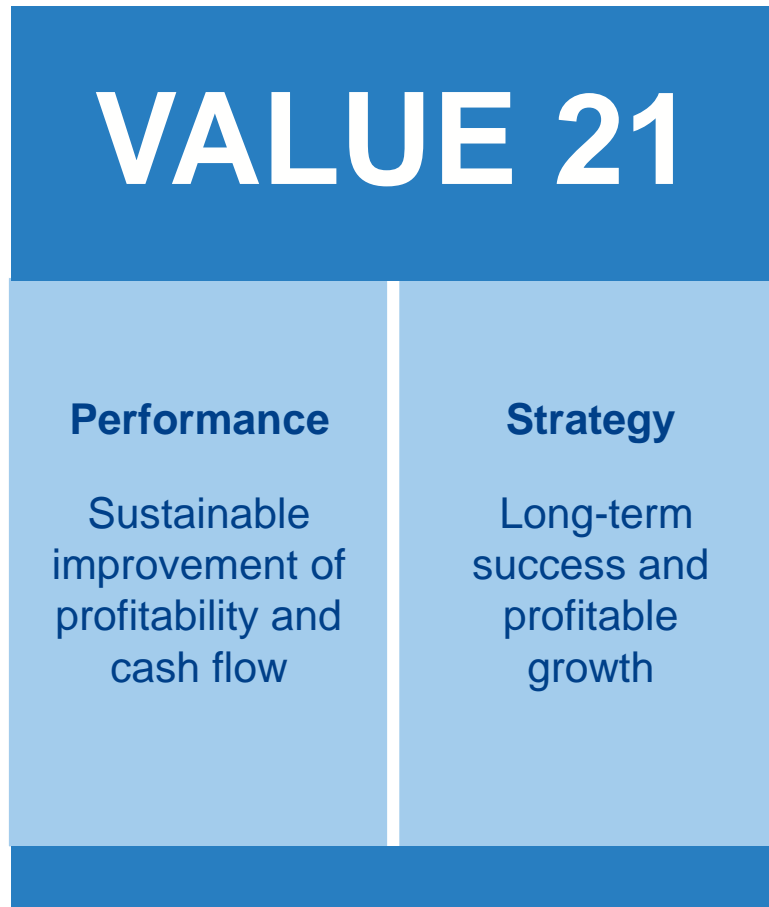 VALUE 21
Performance
Sustainable
improvement of
profitability and
cash flow
Strategy
Long-term
success and
profitable
growth